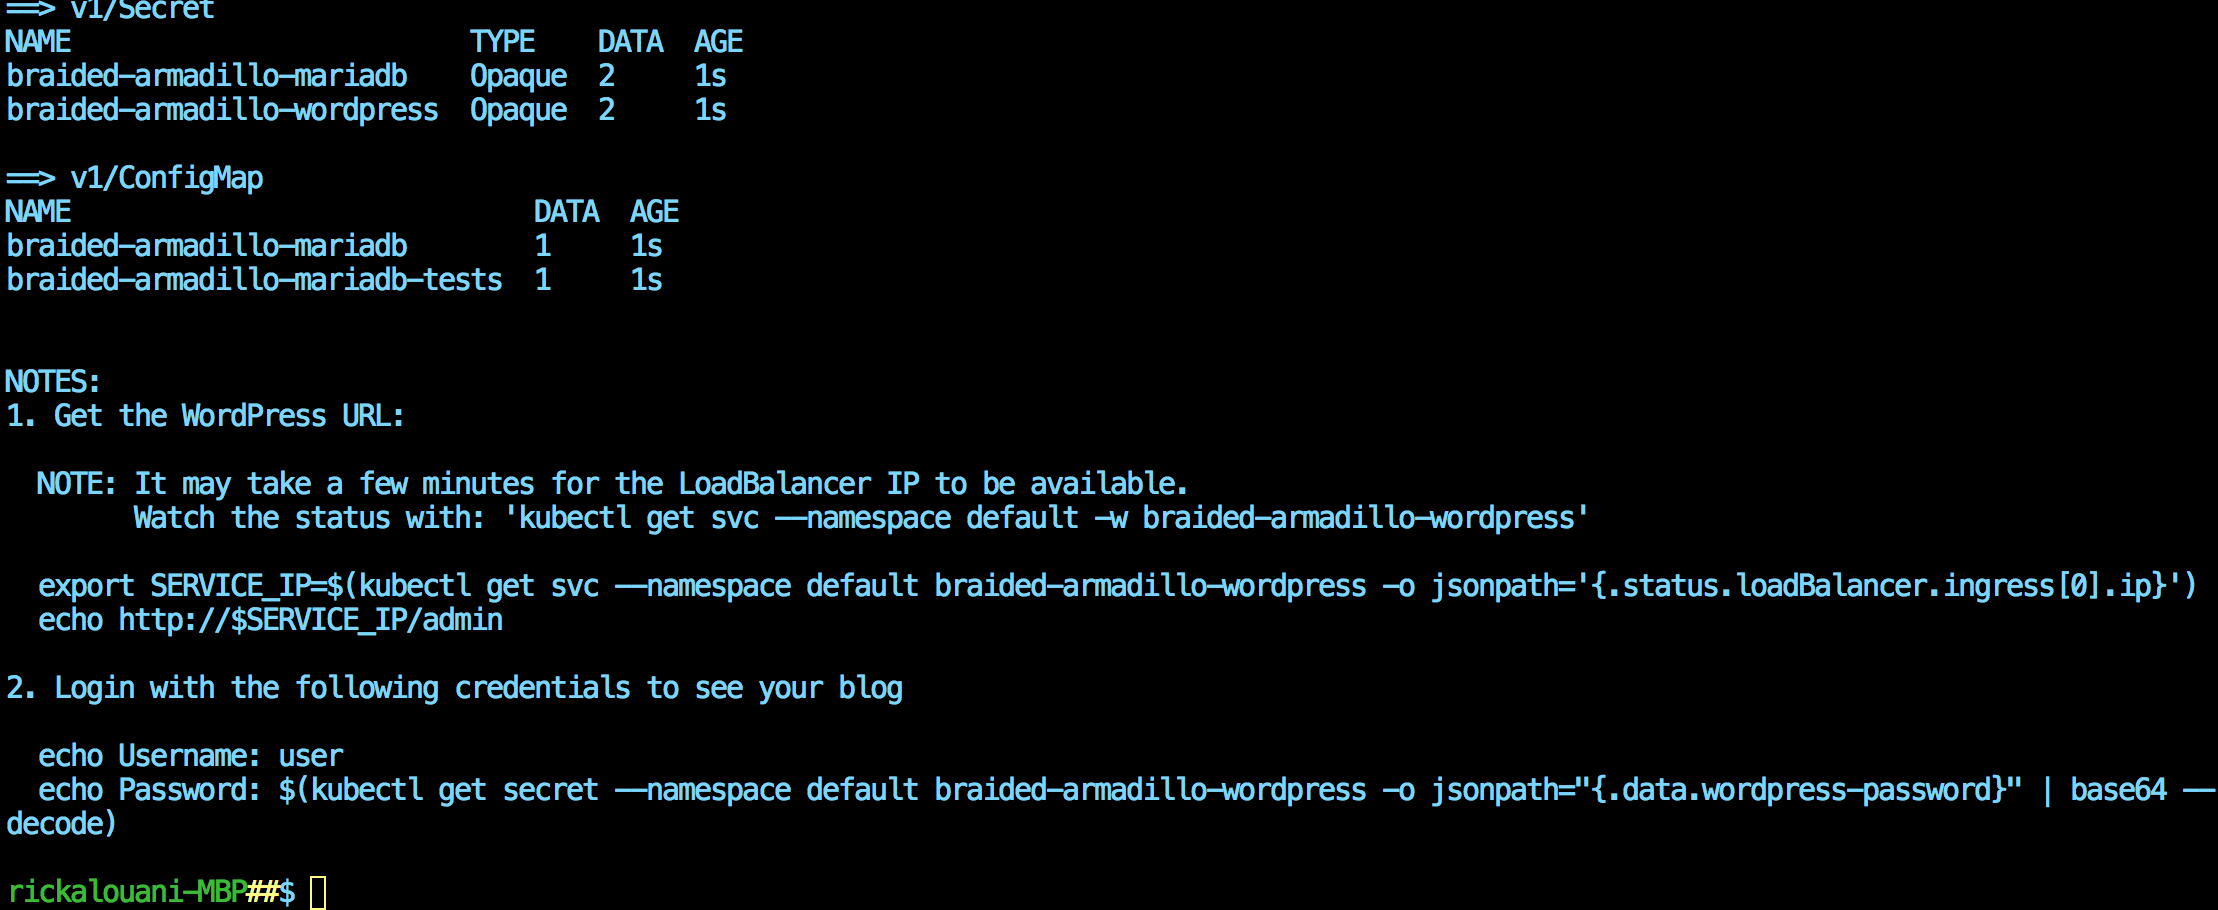 ==> v1/Secret
NAME                         TYPE    DATA  AGE
braided-armadillo-mariadb    Opaque  2     1s
braided-armadillo-wordpress  Opaque  2     1s

==> v1/ConfigMap
NAME                             DATA  AGE
braided-armadillo-mariadb        1     1s
braided-armadillo-mariadb-tests  1     1s


NOTES:
1. Get the WordPress URL:

  NOTE: It may take a few minutes for the LoadBalancer IP to be available.
        Watch the status with: 'kubectl get svc --namespace default -w braided-armadillo-wordpress'

  export SERVICE_IP=$(kubectl get svc --namespace default braided-armadillo-wordpress -o jsonpath='{.status.loadBalancer.ingress[0].ip}')
  echo http://$SERVICE_IP/admin

2. Login with the following credentials to see your blog

  echo Username: user
  echo Password: $(kubectl get secret --namespace default braided-armadillo-wordpress -o jsonpath="{.data.wordpress-password}" | base64 --
decode)

rickalouani-MBP##$